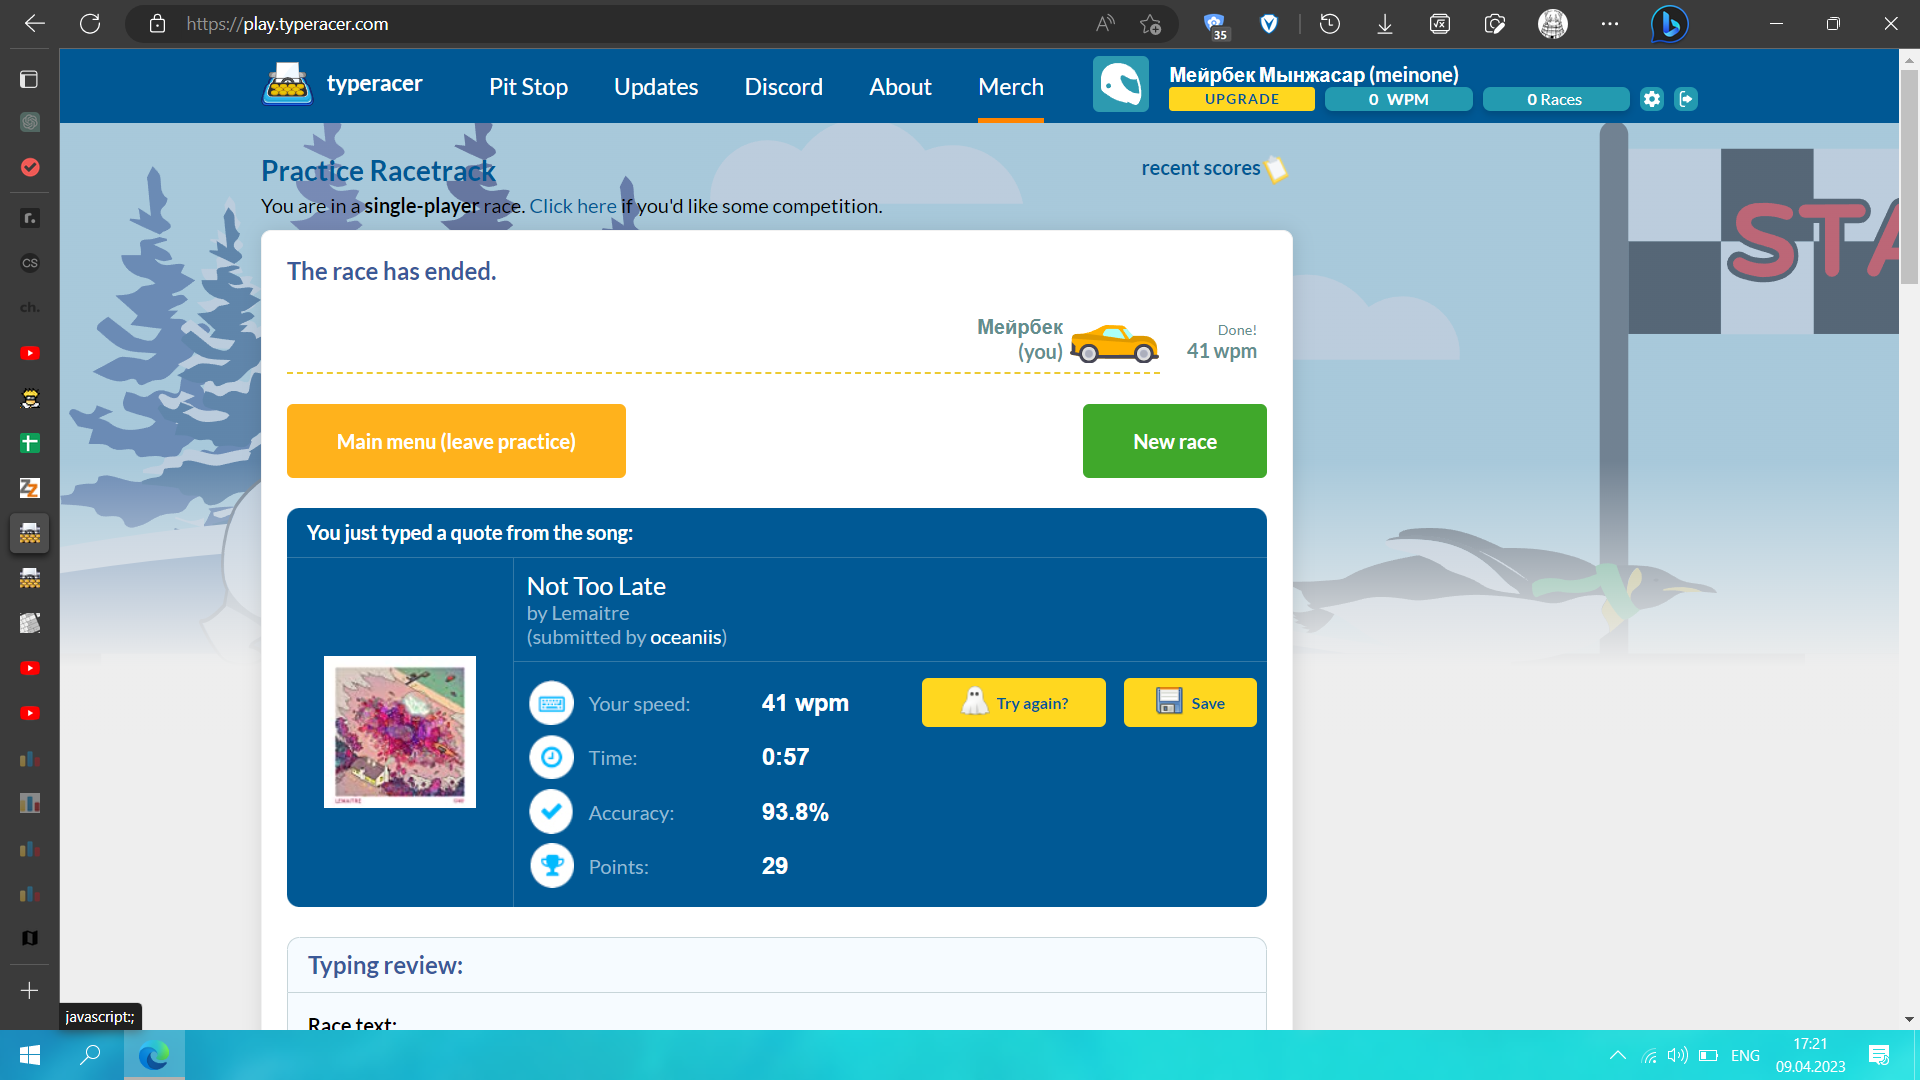 https://play.typeracer.com
35
typeracer
Pit Stop
Updates
Discord
About
Merch
Мейрбек Мынжасар (meinone)
UPGRADE
0 WPM
0 Races
Practice Racetrack
recent scores
You are in a single-player race. Click here if you'd like some competition.
STA
The race has ended.
Мейрбек
(you)
Done!
41 wpm
Main menu (leave practice)
New race
You just typed a quote from the song:
Not Too Late
by Lemaitre
(submitted by oceaniis)
LEMAITRE
Your speed:
41 wpm
Try again?
Save
Time:
0:57
Accuracy:
93.8%
Points:
29
Typing review:
Race text:
r.
CS
ch.
javascript:;
ENG
17:21
09.04.2023